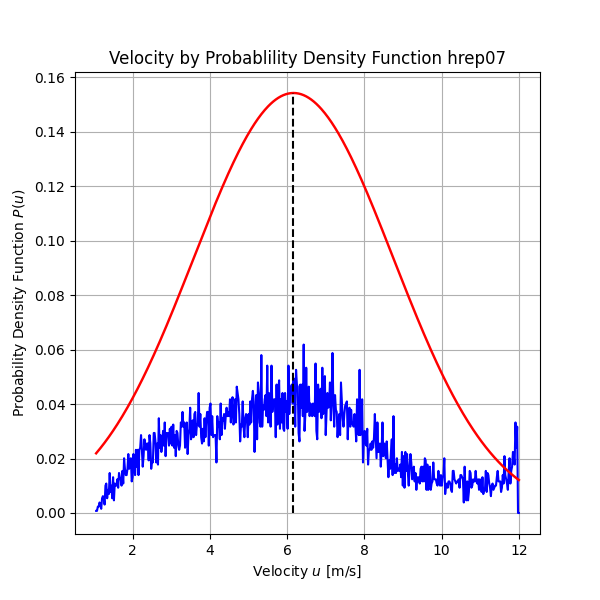 Velocity by Probablility Density Function hrep07
Probability Density Function P(u)
0.16
0.14
0.12
0.10
0.08
0.06
0.04
0.02
0.00
2 4 6 8 10 12
Velocity u [m/s]